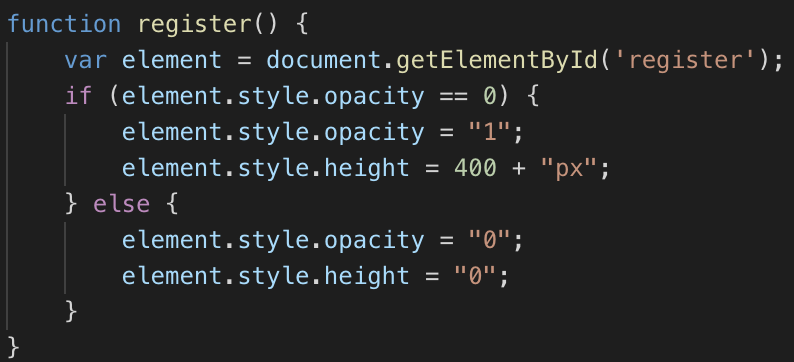 function register() {
    var element = document.getElementById('register');
    if (element.style.opacity == 0) {
        element.style.opacity = "1";
        element.style.height = 400 + "px";
    } else {
        element.style.opacity = "0";
        element.style.height = "0";
    }
}